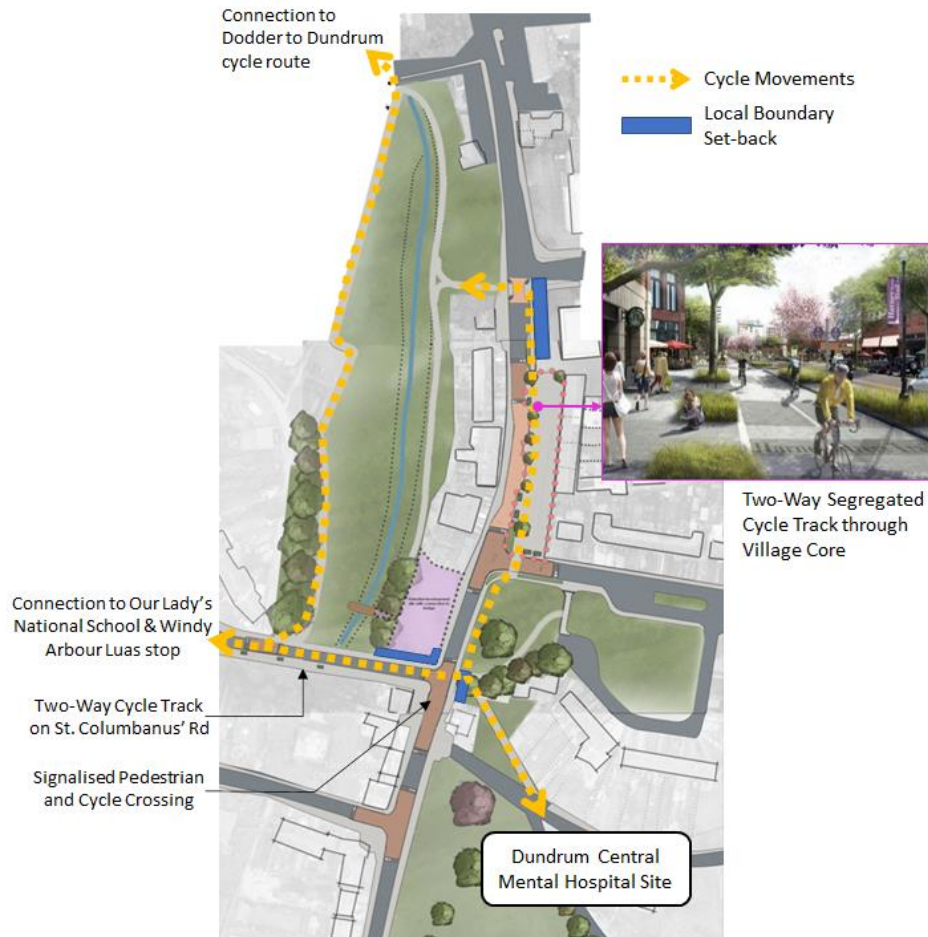 Connection to
Dodder to Dundrum
cycle route
Cycle Movements
Local Boundary
Set-back
Two-Way Segregated
Cycle Track through
Village Core
Connection to Our Lady’s
National School & Windy
Arbour Luas stop
Two-Way Cycle Track
on St. Columbanus’ Rd
Signalised Pedestrian
and Cycle Crossing
Dundrum Central
Mental Hospital Site